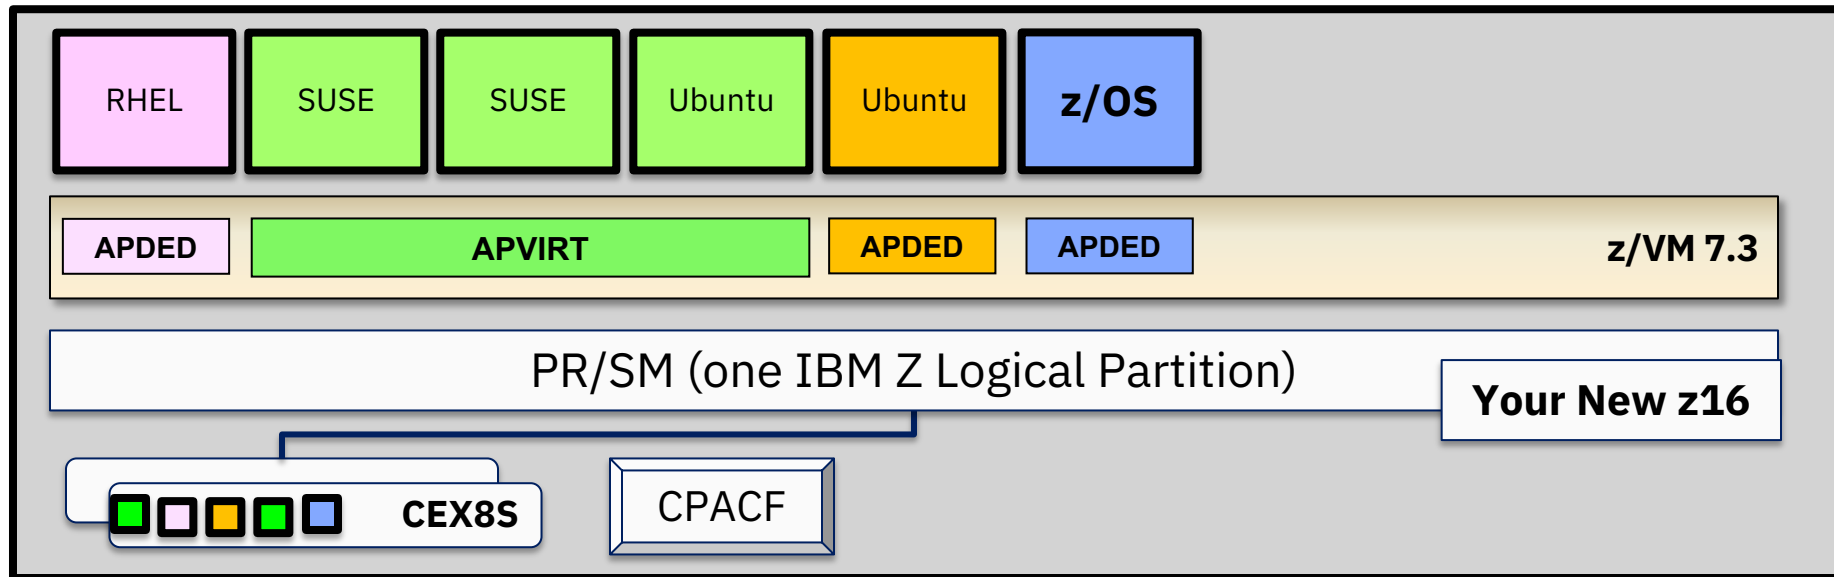 RHEL
SUSE
SUSE
Ubuntu
Ubuntu
z/OS
APDED
APVIRT
APDED
APDED
z/VM 7.3
PR/SM (one IBM Z Logical Partition)
Your New z16
CEX8S
CPACF